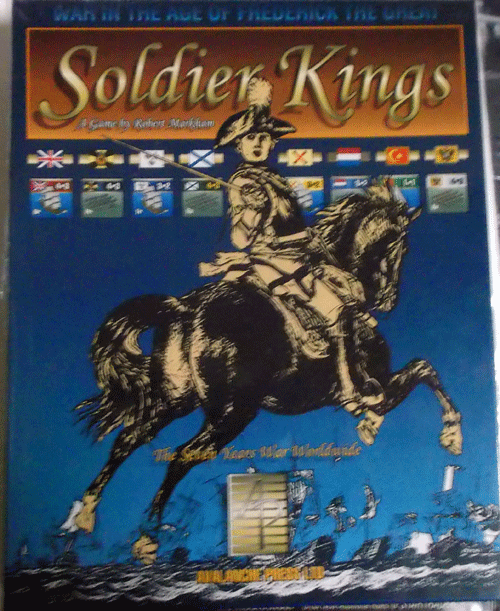 WAR IN THE AGE OF FREDERICK THE GREAT
Soldier Kings
A Game by Robert Markham
The Seven Years War Worldwide
AVALANCHE PRESS LTD